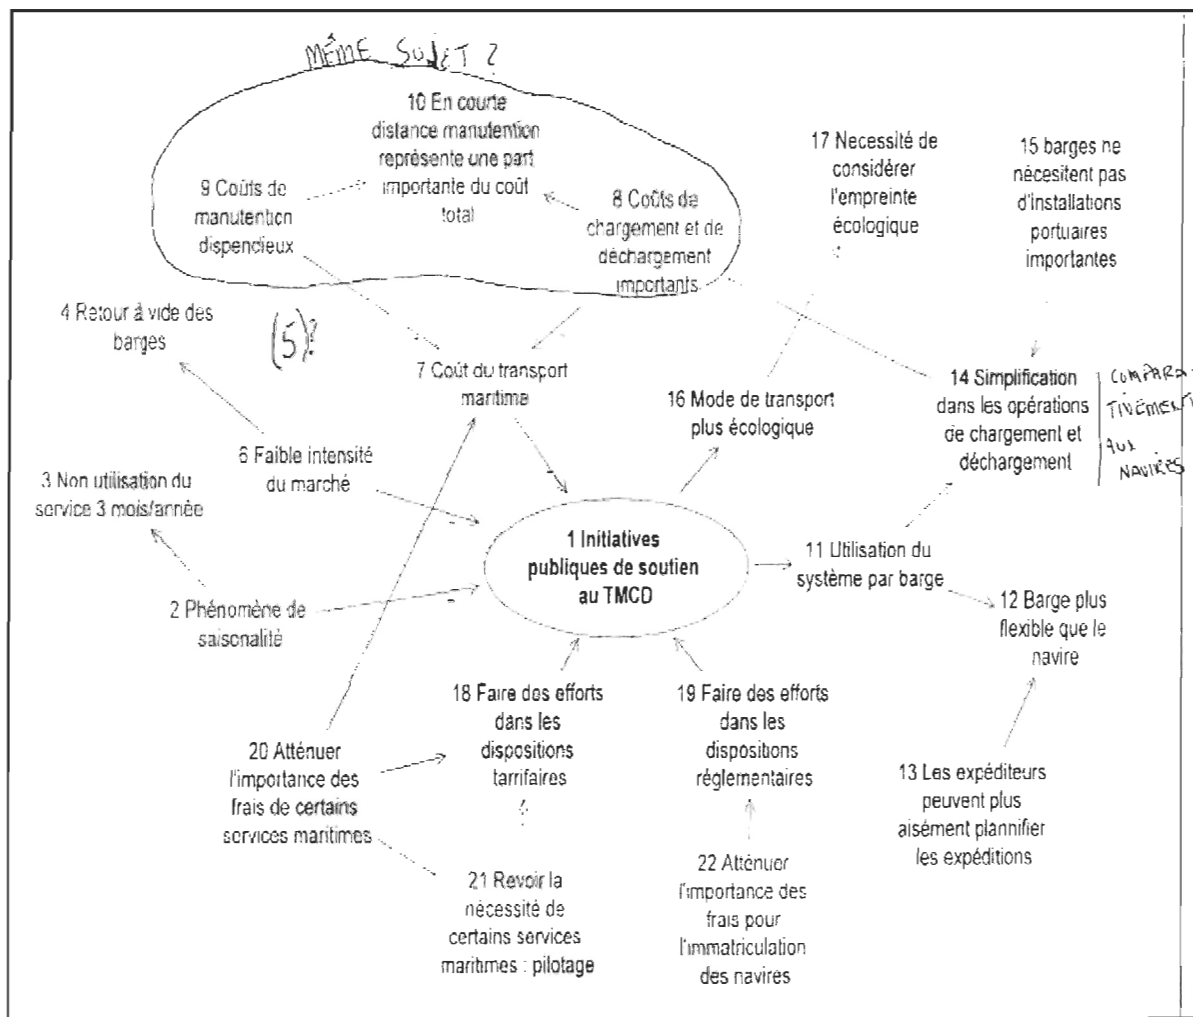 MÊME SUJET ?
10 En courte
distance manutention
représente une part
importante du coût
total
9 Coûts de
manutention
dispendieux
8 Coûts de
chargement et de
déchargement
importants
17 Necessité de
considérer
l'empreinte
écologique
15 barges ne
nécesitent pas
d'installations
portuaires
importantes
4 Retour à vide des
barges
(5)?
7 Coût du transport
maritime
16 Mode de transport
plus écologique
14 Simplification
dans les opérations
de chargement et
déchargement
COMPARA-
TIVEMENT
AUX
NAVIRES
6 Faible intensité
du marché
3 Non utilisation du
service 3 mois/année
1 Initiatives
publiques de soutien
au TMCD
11 Utilisation du
système par barge
2 Phénomène de
saisonalité
12 Barge plus
flexible que le
navire
18 Faire des efforts
dans les
dispositions
tarrifaires
19 Faire des efforts
dans les
dispositions
réglementaires
20 Atténuer
l'importance des
frais de certains
services maritimes
13 Les expéditeurs
peuvent plus
aisément plannifier
les expéditions
21 Revoir la
nécessité de
certains services
maritimes : pilotage
22 Atténuer
l'importance des
frais pour
l'immatriculation
des navires